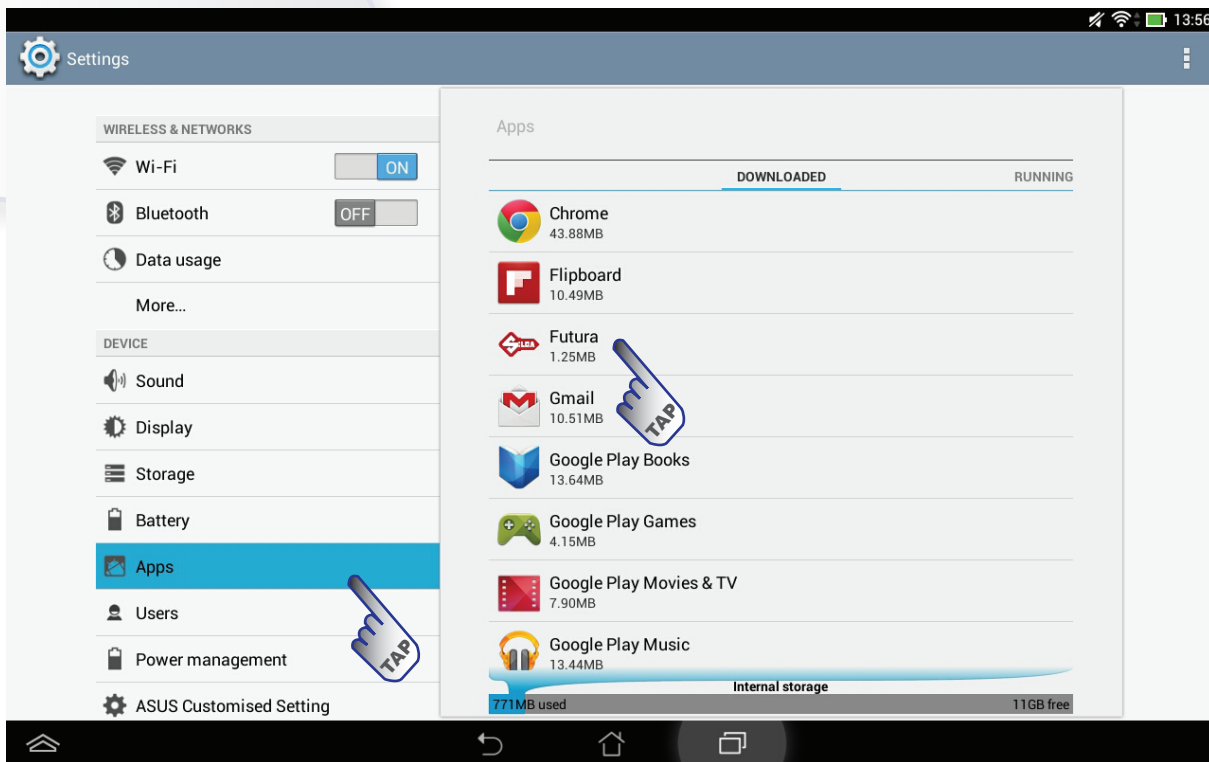 13:56
Settings
WIRELESS & NETWORKS
Wi-Fi ON
Bluetooth OFF
Data usage
More...
DEVICE
Sound
Display
Storage
Battery
Apps
TAP
Users
Power management
ASUS Customised Setting
Apps
DOWNLOADED RUNNING
Chrome
43.88MB
Flipboard
10.49MB
SILCA
Futura
1.25MB
TAP
Gmail
10.51MB
Google Play Books
13.64MB
Google Play Games
4.15MB
Google Play Movies & TV
7.90MB
Google Play Music
13.44MB
Internal storage
771MB used 11GB free